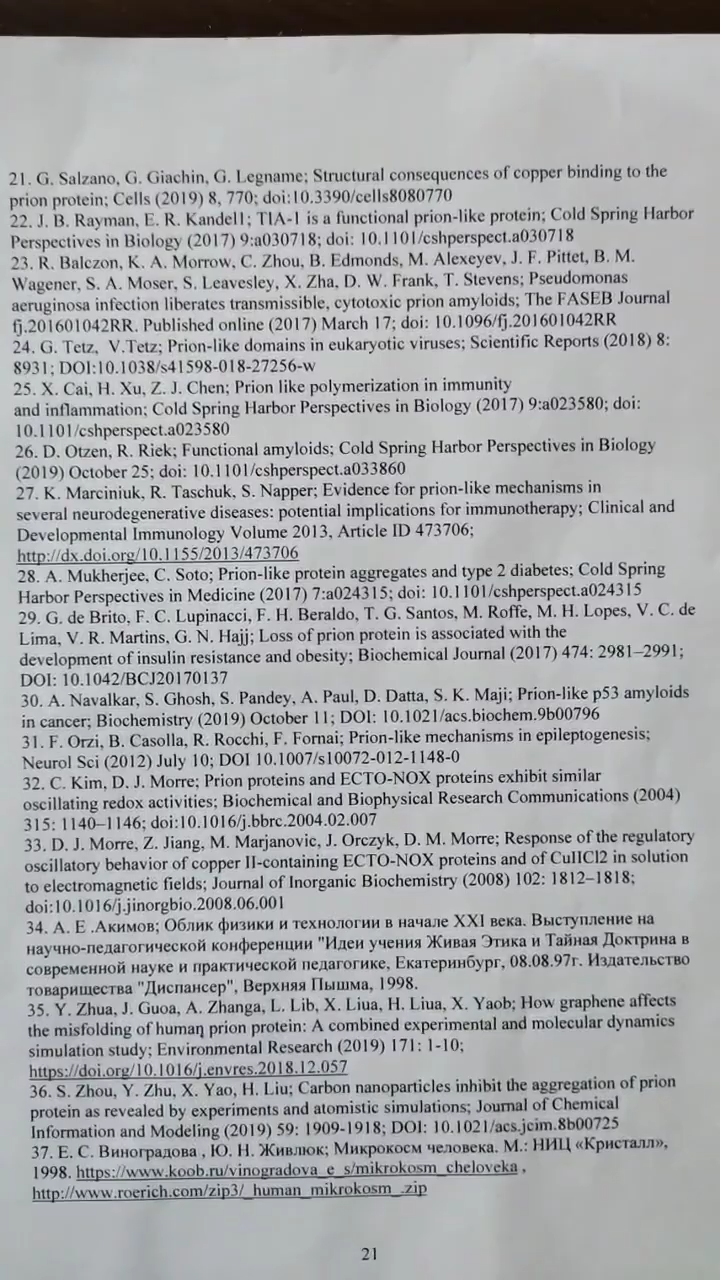 21. G. Salzano, G. Giachin, G. Legname; Structural consequences of copper binding to the
prion protein; Cells (2019) 8, 770; doi:10.3390/cells8080770
22. J. B. Rayman, E. R. Kandell; TIA-1 is a functional prion-like protein; Cold Spring Harbor
Perspectives in Biology (2017) 9:a030718; doi: 10.1101/cshperspect.a030718
23. R. Balczon, K. A. Morrow, C. Zhou, B. Edmonds, M. Alexeyev, J. F. Pittet, B. M.
Wagener, S. A. Moser, S. Leavesley, X. Zha, D. W. Frank, T. Stevens; Pseudomonas
aeruginosa infection liberates transmissible, cytotoxic prion amyloids; The FASEB Journal
fj.201601042RR. Published online (2017) March 17; doi: 10.1096/fj.201601042RR
24. G. Tetz, V.Tetz; Prion-like domains in eukaryotic viruses; Scientific Reports (2018) 8:
8931; DOI:10.1038/s41598-018-27256-w
25. X. Cai, H. Xu, Z. J. Chen; Prion like polymerization in immunity
and inflammation; Cold Spring Harbor Perspectives in Biology (2017) 9:a023580; doi:
10.1101/cshperspect.a023580
26. D. Otzen, R. Riek; Functional amyloids; Cold Spring Harbor Perspectives in Biology
(2019) October 25; doi: 10.1101/cshperspect.a033860
27. K. Marciniuk, R. Taschuk, S. Napper; Evidence for prion-like mechanisms in
several neurodegenerative diseases: potential implications for immunotherapy; Clinical and
Developmental Immunology Volume 2013, Article ID 473706;
http://dx.doi.org/10.1155/2013/473706
28. A. Mukherjee, C. Soto; Prion-like protein aggregates and type 2 diabetes; Cold Spring
Harbor Perspectives in Medicine (2017) 7:a024315; doi: 10.1101/cshperspect.a024315
29. G. de Brito, F. C. Lupinacci, F. H. Beraldo, T. G. Santos, M. Roffe, M. H. Lopes, V. C. de
Lima, V. R. Martins, G. N. Hajj; Loss of prion protein is associated with the
development of insulin resistance and obesity; Biochemical Journal (2017) 474: 2981–2991;
DOI: 10.1042/BCJ20170137
30. A. Navalkar, S. Ghosh, S. Pandey, A. Paul, D. Datta, S. K. Maji; Prion-like p53 amyloids
in cancer; Biochemistry (2019) October 11; DOI: 10.1021/acs.biochem.9b00796
31. F. Orzi, B. Casolla, R. Rocchi, F. Fornai; Prion-like mechanisms in epileptogenesis;
Neurol Sci (2012) July 10; DOI 10.1007/s10072-012-1148-0
32. C. Kim, D. J. Morre; Prion proteins and ECTO-NOX proteins exhibit similar
oscillating redox activities; Biochemical and Biophysical Research Communications (2004)
315: 1140–1146; doi:10.1016/j.bbrc.2004.02.007
33. D. J. Morre, Z. Jiang, M. Marjanovic, J. Orczyk, D. M. Morre; Response of the regulatory
oscillatory behavior of copper II-containing ECTO-NOX proteins and of CuIICl2 in solution
to electromagnetic fields; Journal of Inorganic Biochemistry (2008) 102: 1812–1818;
doi:10.1016/j.jinorgbio.2008.06.001
34. А. Е .Акимов; Облик физики и технологии в начале XXI века. Выступление на
научно-педагогической конференции "Идеи учения Живая Этика и Тайная Доктрина в
современной науке и практической педагогике, Екатеринбург, 08.08.97г. Издательство
товарищества "Диспансер", Верхняя Пышма, 1998.
35. Y. Zhua, J. Guoa, A. Zhanga, L. Lib, X. Liua, H. Liua, X. Yaob; How graphene affects
the misfolding of human prion protein: A combined experimental and molecular dynamics
simulation study; Environmental Research (2019) 171: 1-10;
https://doi.org/10.1016/j.envres.2018.12.057
36. S. Zhou, Y. Zhu, X. Yao, H. Liu; Carbon nanoparticles inhibit the aggregation of prion
protein as revealed by experiments and atomistic simulations; Journal of Chemical
Information and Modeling (2019) 59: 1909-1918; DOI: 10.1021/acs.jcim.8b00725
37. Е. С. Виноградова , Ю. Н. Живлюк; Микрокосм человека. М.: НИЦ «Кристалл»,
1998. https://www.koob.ru/vinogradova_e_s/mikrokosm_cheloveka ,
http://www.roerich.com/zip3/_human_mikrokosm_.zip
21